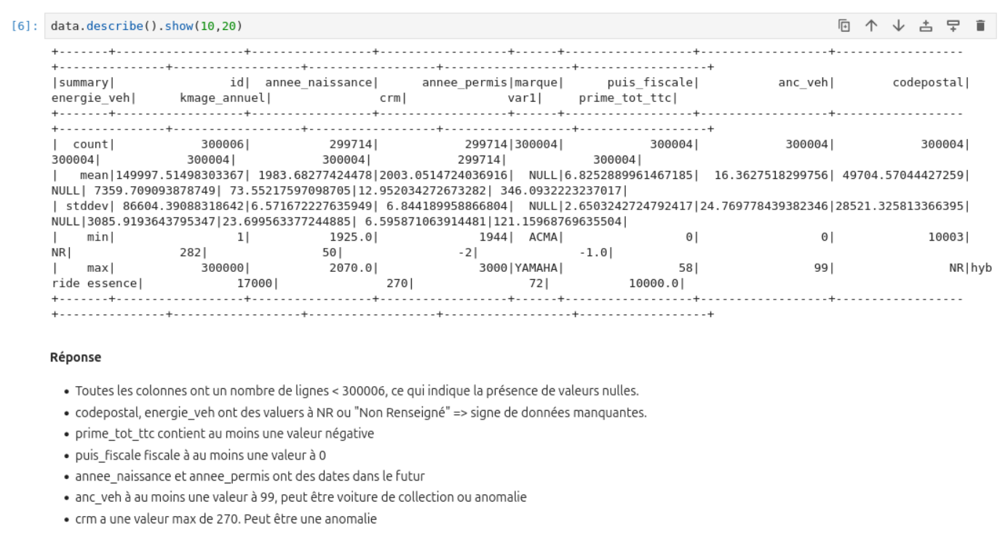 [6]: data.describe().show(10,20)
+-------+------------------+-----------------+------------------+------+------------------+------------------+------------------
+---------------+------------------+------------------+------------------+------------------+
|summary|                id|  annee_naissance|      annee_permis|marque|      puis_fiscale|           anc_veh|        codepostal|
energie_veh|      kmage_annuel|               crm|              var1|     prime_tot_ttc|
+-------+------------------+-----------------+------------------+------+------------------+------------------+------------------
+---------------+------------------+------------------+------------------+------------------+
|  count|            300006|           299714|            299714|300004|            300004|            300004|            300004|
300004|            300004|            300004|            299714|            300004|
|   mean|149997.51498303367| 1983.68277424478|2003.0514724036916|  NULL|6.8252889961467185|  16.3627518299756| 49704.57044427259|
NULL| 7359.709093878749| 73.55217597098705|12.952034272673282| 346.0932223237017|
| stddev| 86604.39088318642|6.571672227635949| 6.844189958866804|  NULL|2.6503242724792417|24.769778439382346|28521.325813366395|
NULL|3085.9193643795347|23.699563377244885| 6.595871063914481|121.15968769635504|
|    min|                 1|           1925.0|              1944|  ACMA|                 0|                 0|             10003|
NR|               282|                50|                -2|              -1.0|
|    max|            300000|           2070.0|              3000|YAMAHA|                58|                99|                NR|hyb
ride essence|             17000|               270|                72|           10000.0|
+-------+------------------+-----------------+------------------+------+------------------+------------------+------------------
+---------------+------------------+------------------+------------------+------------------+
Réponse
• Toutes les colonnes ont un nombre de lignes < 300006, ce qui indique la présence de valeurs nulles.
• codepostal, energie_veh ont des valuers à NR ou "Non Renseigné" => signe de données manquantes.
• prime_tot_ttc contient au moins une valeur négative
• puis_fiscale fiscale à au moins une valeur à 0
• annee_naissance et annee_permis ont des dates dans le futur
• anc_veh à au moins une valeur à 99, peut être voiture de collection ou anomalie
• crm a une valeur max de 270. Peut être une anomalie